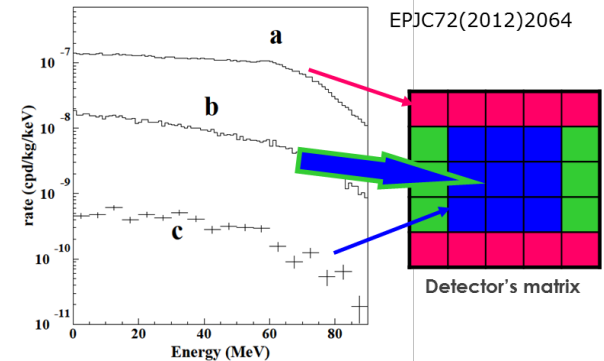 EPJC72(2012)2064
a
b
c
rate (cpd/kg/keV)
10 -7
10 -8
10 -9
10 -10
10 -11
0 20 40 60 80
Energy (MeV)
Detector's matrix